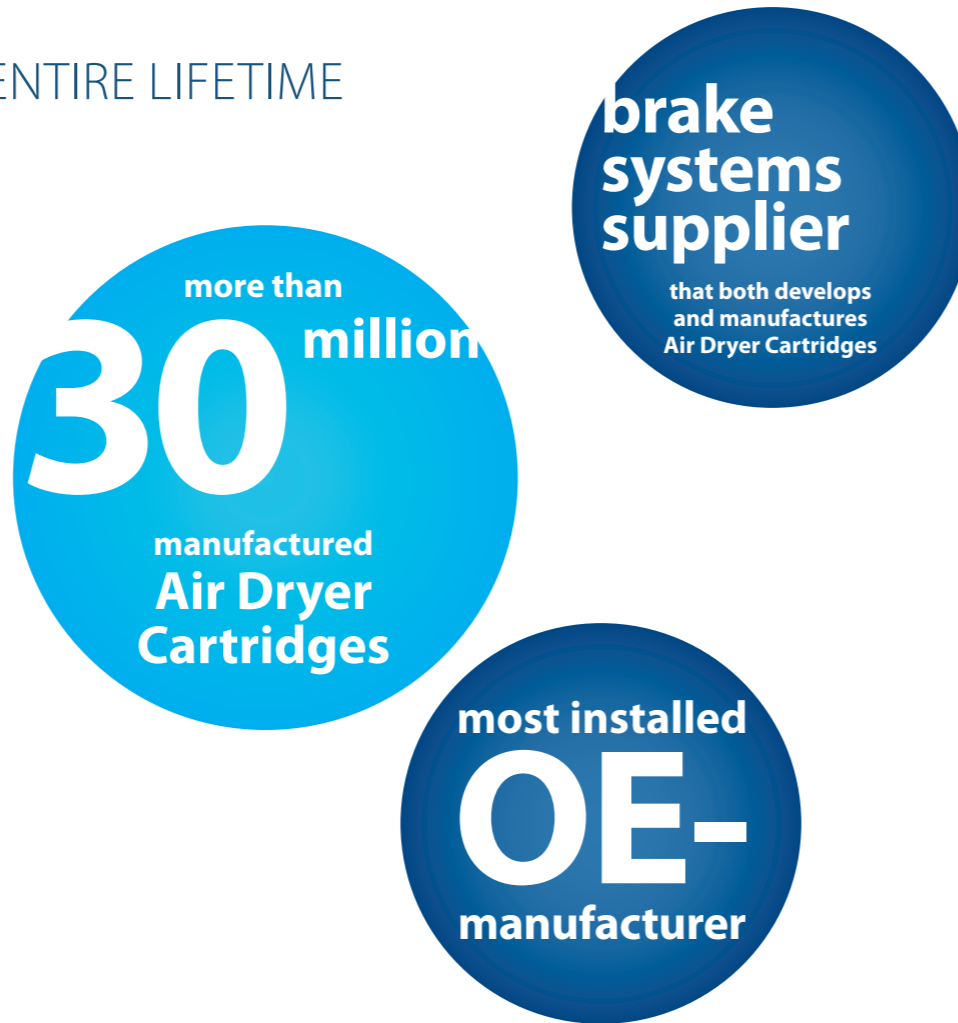 ENTIRE LIFETIME
brake
systems
supplier
that both develops
and manufactures
Air Dryer Cartridges
more than
30 million
manufactured
Air Dryer
Cartridges
most installed
OE-
manufacturer